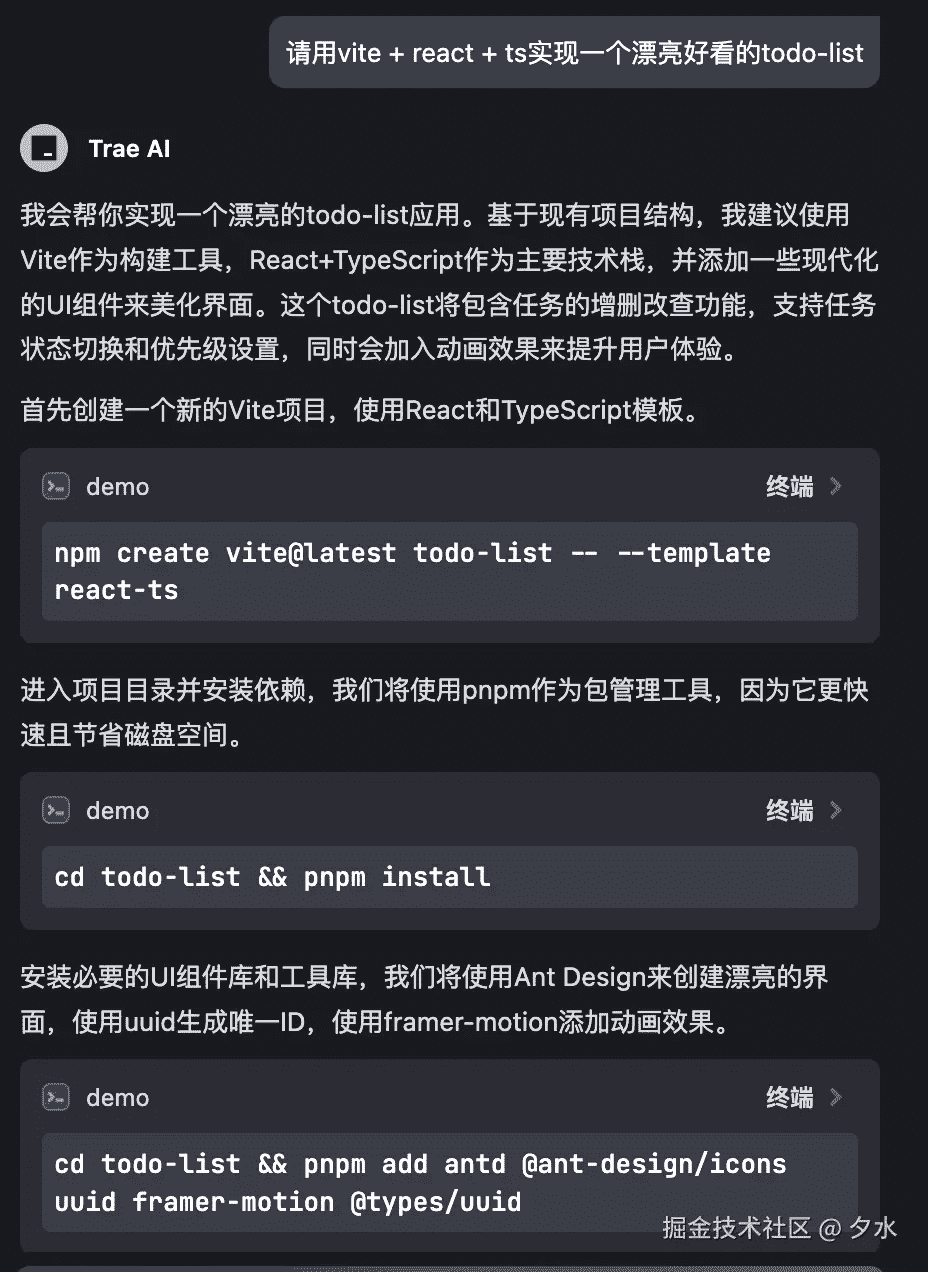 请用vite + react + ts实现一个漂亮好看的todo-list
Trae AI
我会帮你实现一个漂亮的todo-list应用。基于现有项目结构，我建议使用
Vite作为构建工具，React+TypeScript作为主要技术栈，并添加一些现代化
的UI组件来美化界面。这个todo-list将包含任务的增删改查功能，支持任务
状态切换和优先级设置，同时会加入动画效果来提升用户体验。
首先创建一个新的Vite项目，使用React和TypeScript模板。
demo
终端
npm create vite@latest todo-list -- --template
react-ts
进入项目目录并安装依赖，我们将使用pnpm作为包管理工具，因为它更快
速且节省磁盘空间。
demo
终端
cd todo-list && pnpm install
安装必要的UI组件库和工具库，我们将使用Ant Design来创建漂亮的界
面，使用uuid生成唯一ID，使用framer-motion添加动画效果。
demo
终端
cd todo-list && pnpm add antd @ant-design/icons
uuid framer-motion @types/uuid
掘金技术社区 @ 夕水